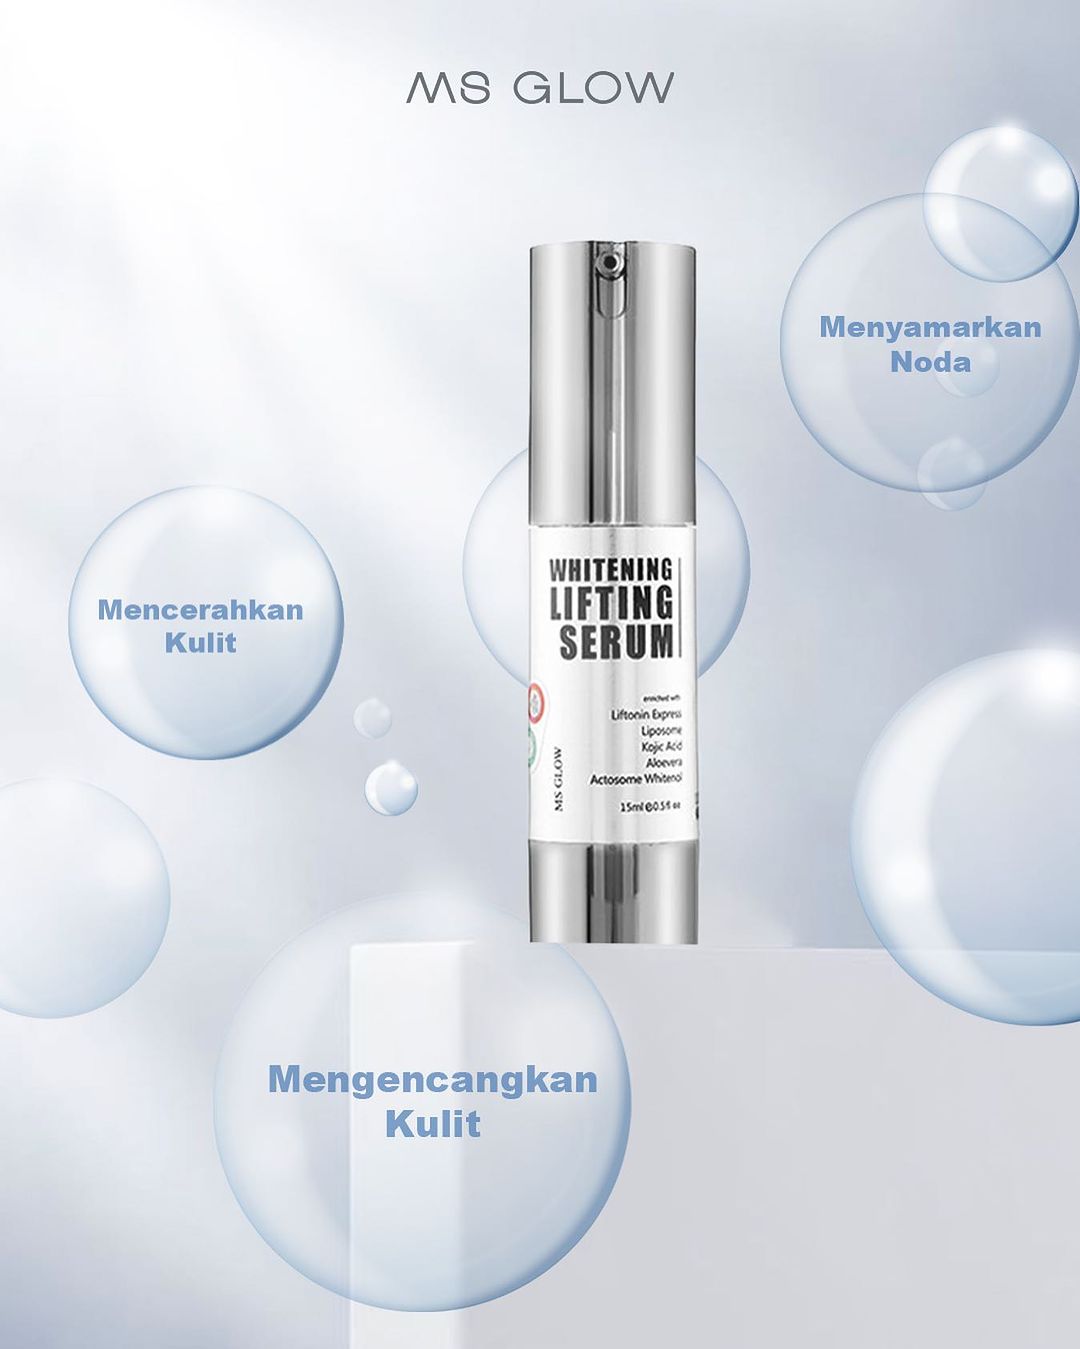 MS GLOW
Menyamarkan
Noda
WHITENING
LIFTING
SERUM
Mencerahkan
Kulit
enriched with
Liftonin Express
Liposome
Kojic Acid
Aloevera
Actosome Whitenol
MS GLOW
15ml e0.5fl oz
Mengencangkan
Kulit